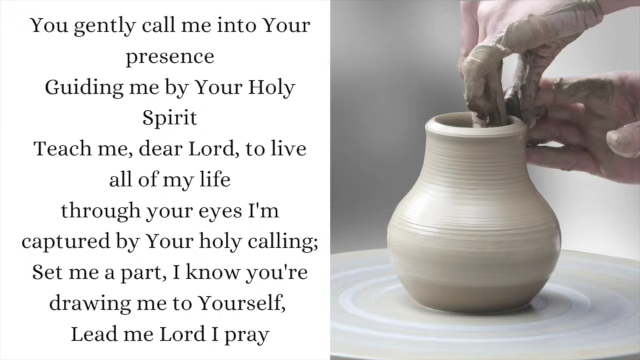 You gently call me into Your
presence
Guiding me by Your Holy
Spirit
Teach me, dear Lord, to live
all of my life
through your eyes I'm
captured by Your holy calling;
Set me a part, I know you're
drawing me to Yourself,
Lead me Lord I pray